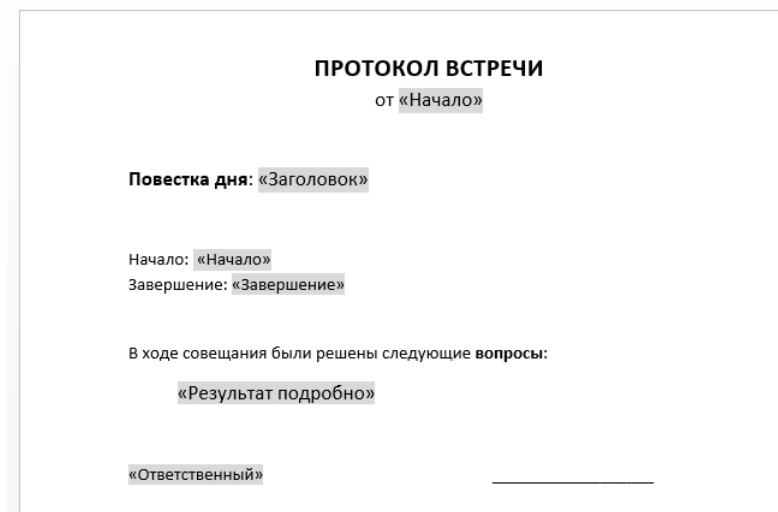 ПРОТОКОЛ ВСТРЕЧИ
от «Начало»
Повестка дня: «Заголовок»
Начало: «Начало»
Завершение: «Завершение»
В ходе совещания были решены следующие вопросы:
«Результат подробно»
«Ответственный» ____________________